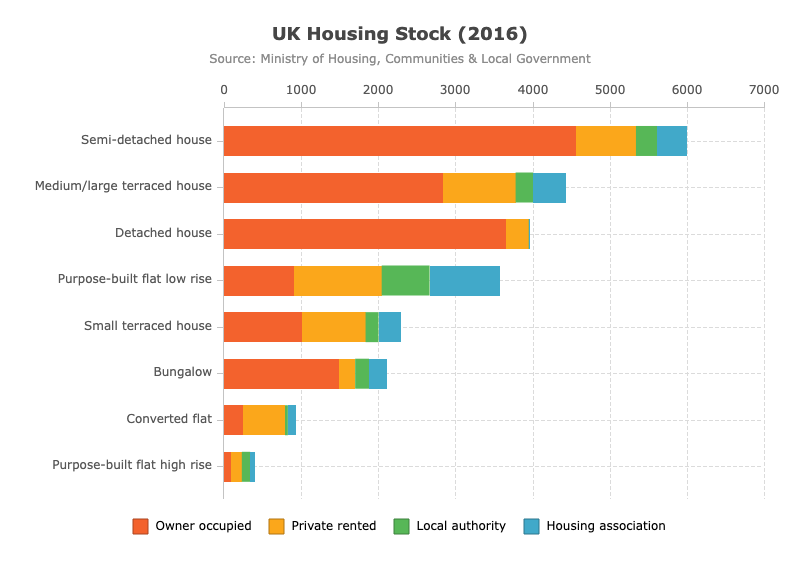 UK Housing Stock (2016)
Source: Ministry of Housing, Communities & Local Government
0 1000 2000 3000 4000 5000 6000 7000
Semi-detached house
Medium/large terraced house
Detached house
Purpose-built flat low rise
Small terraced house
Bungalow
Converted flat
Purpose-built flat high rise
Owner occupied Private rented Local authority Housing association